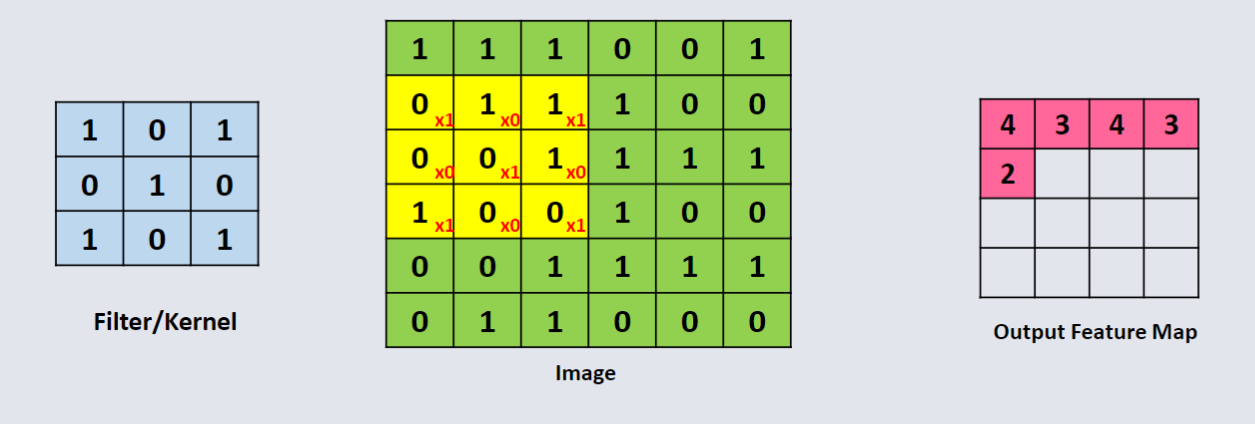 1 0 1
0 1 0
1 0 1
Filter/Kernel
1 1 1 0 0 1
0 x1 1 x0 1 x1 1 0 0
0 x0 0 x1 1 x0 1 1 1
1 x1 0 x0 0 x1 1 0 0
0 0 1 1 1 1
0 1 1 0 0 0
Image
4 3 4 3
2
Output Feature Map